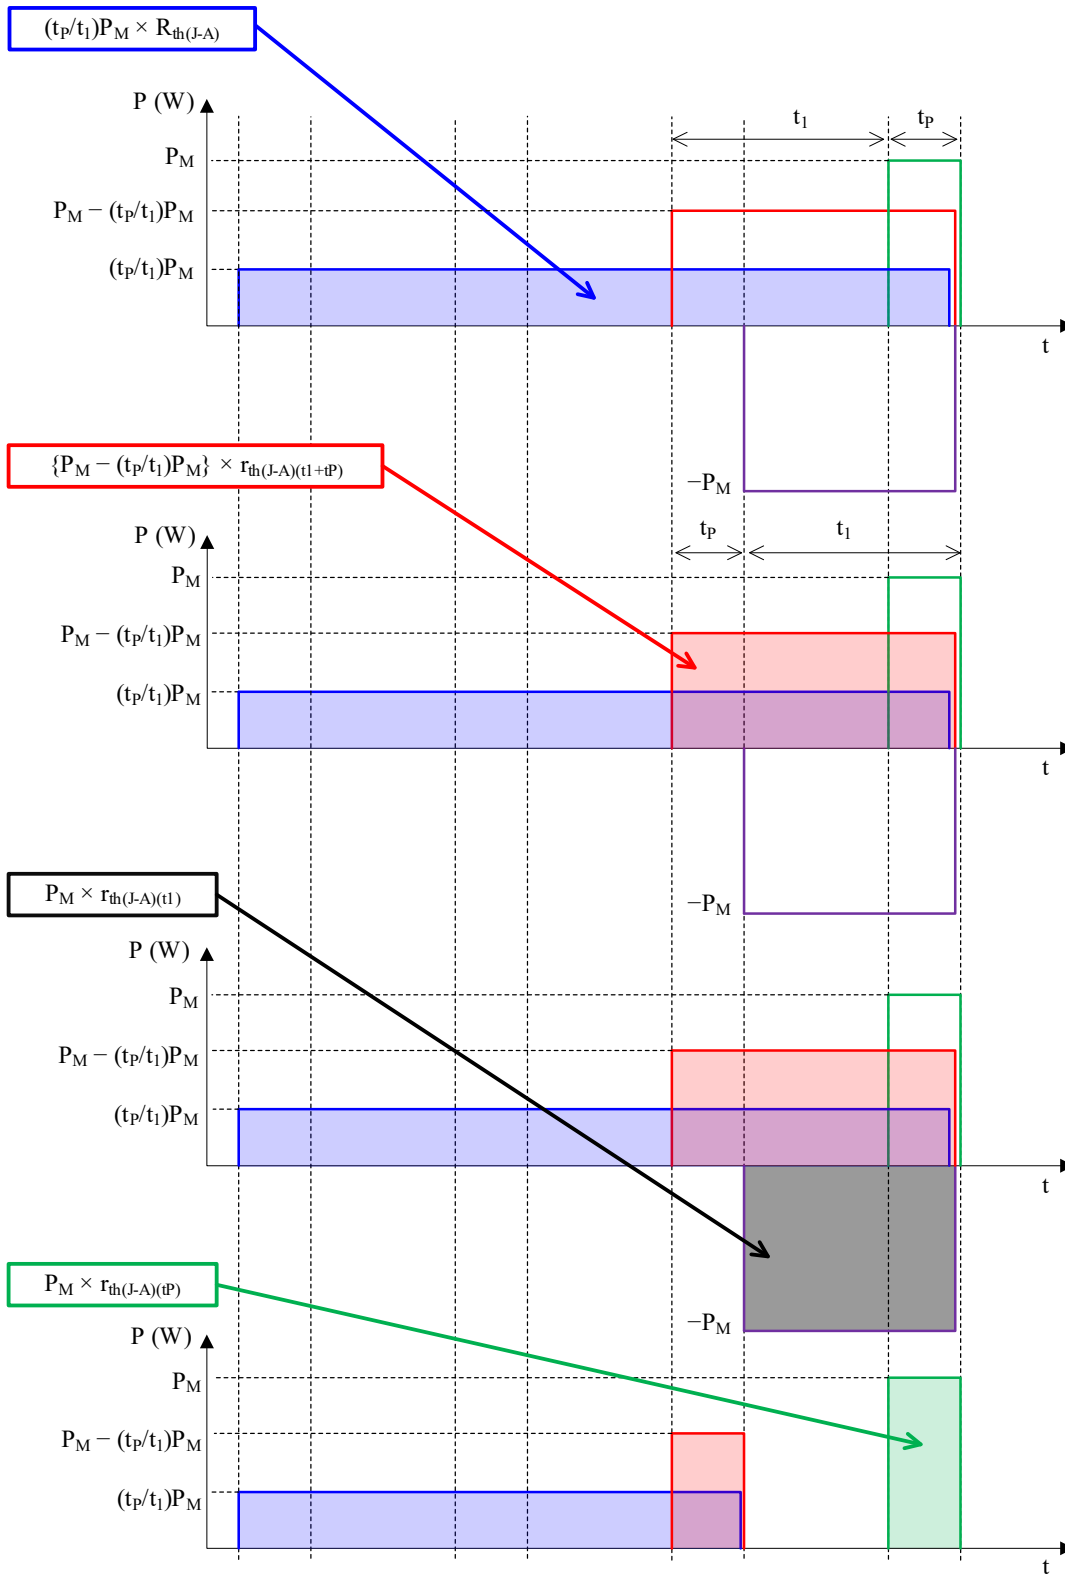 (tP/t1)PM × Rth(J-A)
P (W)
t1
tP
PM
PM − (tP/t1)PM
(tP/t1)PM
t
{PM − (tP/t1)PM} × rth(J-A)(t1+tP)
−PM
P (W)
tP
t1
PM
PM − (tP/t1)PM
(tP/t1)PM
t
PM × rth(J-A)(t1)
−PM
P (W)
PM
PM − (tP/t1)PM
(tP/t1)PM
t
PM × rth(J-A)(tP)
−PM
P (W)
PM
PM − (tP/t1)PM
(tP/t1)PM
t